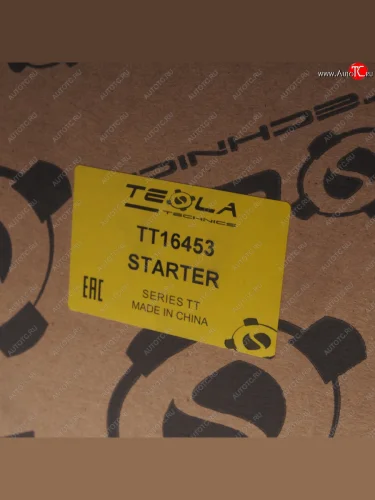 www.AutoTC.ru
TESLA
TECHNICS
TT16453
STARTER
SERIES TT
MADE IN CHINA
EAC